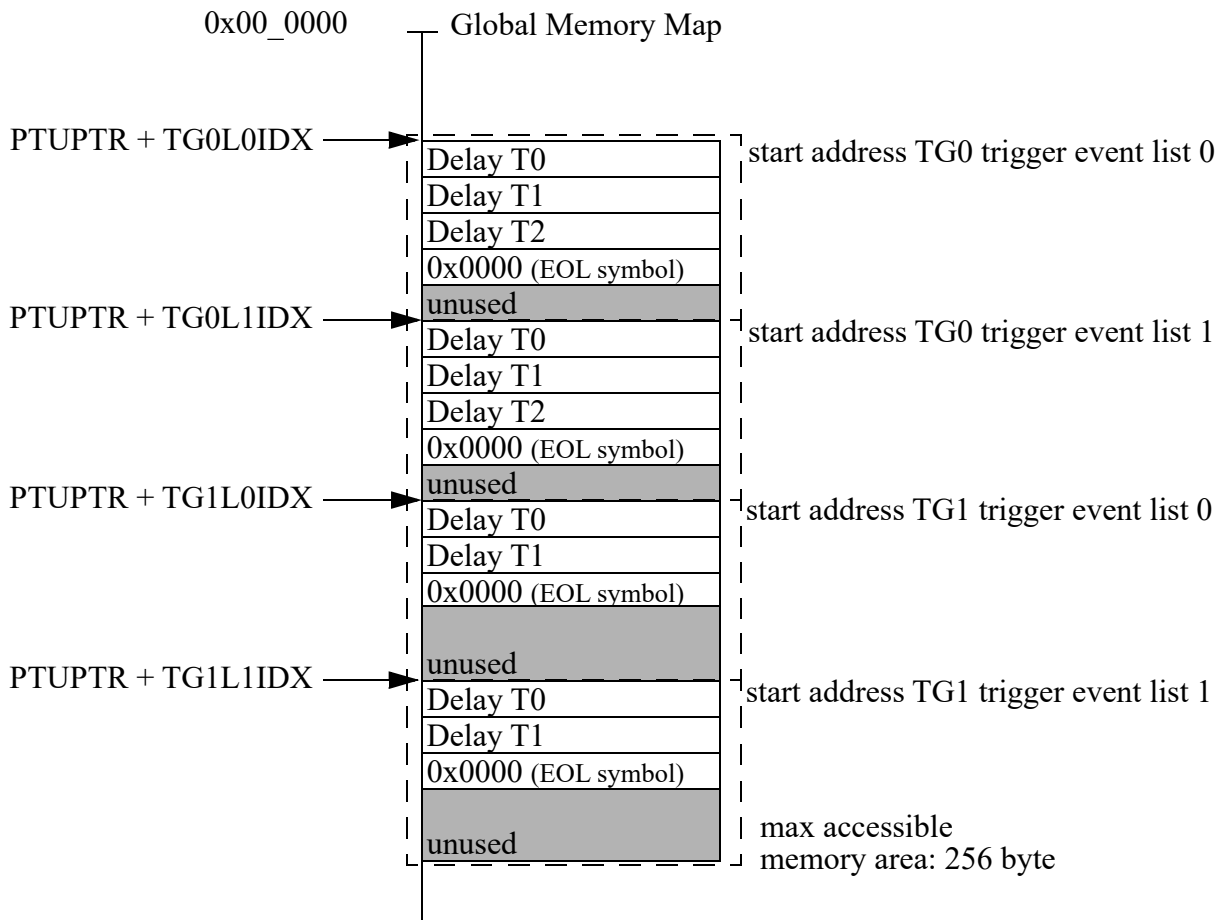 0x00_0000 Global Memory Map
PTUPTR + TG0L0IDX
start address TG0 trigger event list 0
Delay T0
Delay T1
Delay T2
0x0000 (EOL symbol)
unused
PTUPTR + TG0L1IDX
start address TG0 trigger event list 1
Delay T0
Delay T1
Delay T2
0x0000 (EOL symbol)
unused
PTUPTR + TG1L0IDX
start address TG1 trigger event list 0
Delay T0
Delay T1
0x0000 (EOL symbol)
unused
PTUPTR + TG1L1IDX
start address TG1 trigger event list 1
Delay T0
Delay T1
0x0000 (EOL symbol)
unused
max accessible
memory area: 256 byte